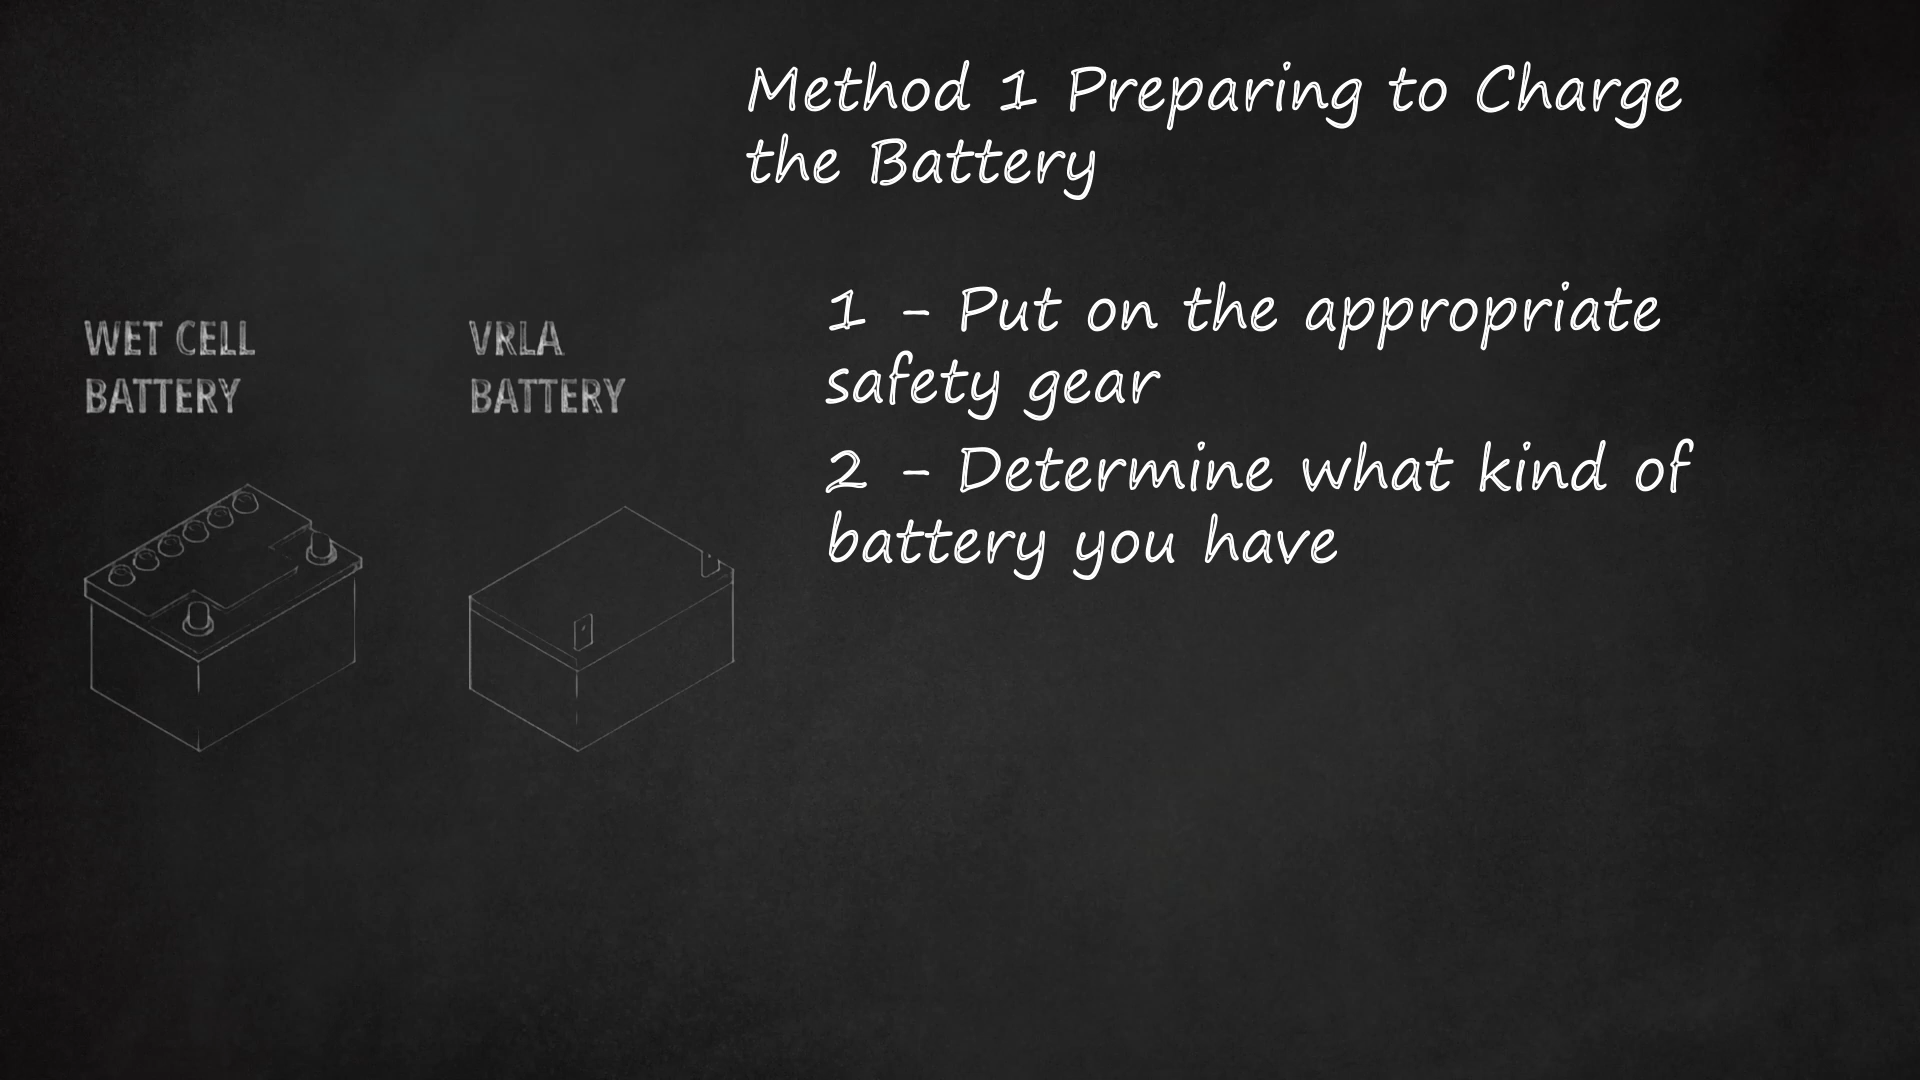 Method 1 Preparing to Charge
the Battery
WET CELL
BATTERY
VRLA
BATTERY
1 - Put on the appropriate
safety gear
2 - Determine what kind of
battery you have